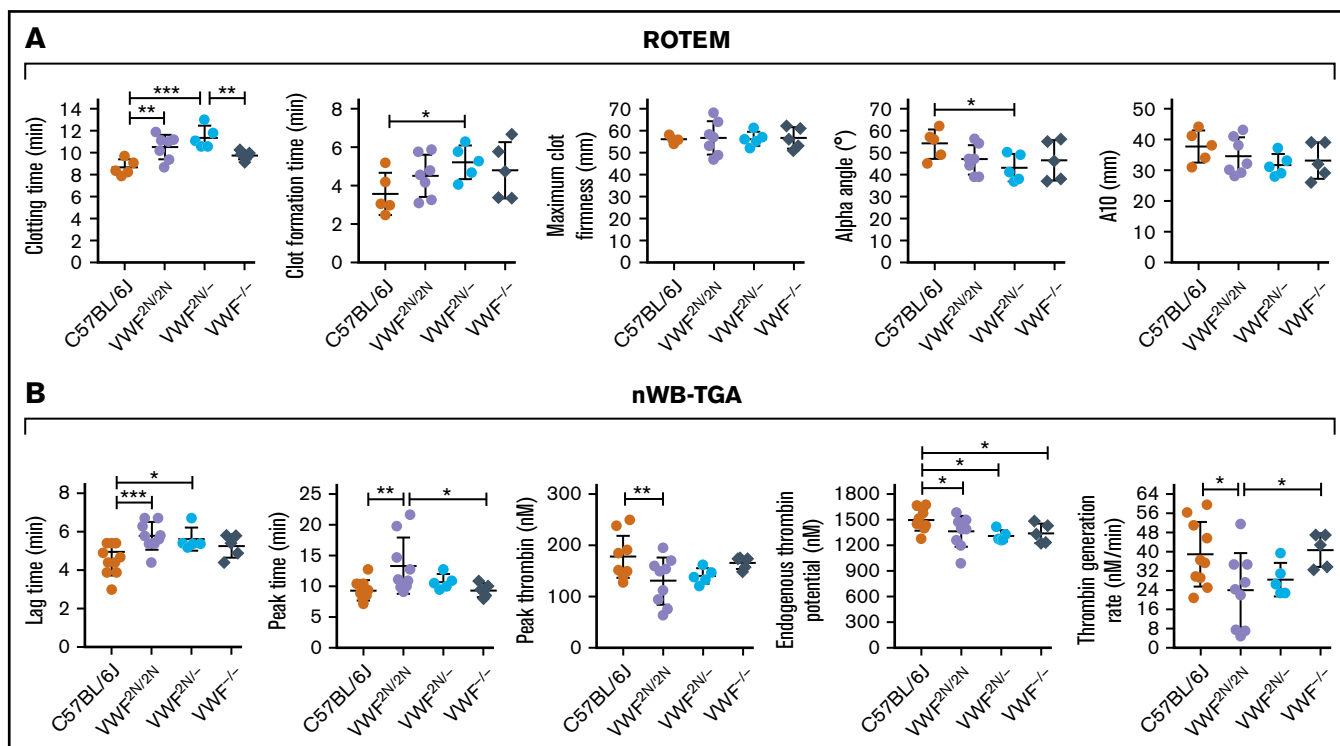 A
ROTEM
Clotting time (min)
14
12
10
8
6
4
2
0
***
**
**
C57BL/6J
VWF2N/2N
VWF2N/–
VWF–/–
Clot formation time (min)
8
6
4
2
0
*
C57BL/6J
VWF2N/2N
VWF2N/–
VWF–/–
Maximum clot
firmness (mm)
70
60
50
40
30
20
10
0
C57BL/6J
VWF2N/2N
VWF2N/–
VWF–/–
Alpha angle (°)
70
60
50
40
30
20
10
0
*
C57BL/6J
VWF2N/2N
VWF2N/–
VWF–/–
A10 (mm)
50
40
30
20
10
0
C57BL/6J
VWF2N/2N
VWF2N/–
VWF–/–
B
nWB-TGA
Lag time (min)
8
6
4
2
0
*
***
C57BL/6J
VWF2N/2N
VWF2N/–
VWF–/–
Peak time (min)
25
20
15
10
5
0
**
*
C57BL/6J
VWF2N/2N
VWF2N/–
VWF–/–
Peak thrombin (nM)
300
200
100
0
**
C57BL/6J
VWF2N/2N
VWF2N/–
VWF–/–
Endogenous thrombin
potential (nM)
1800
1500
1200
900
600
300
0
*
*
*
C57BL/6J
VWF2N/2N
VWF2N/–
VWF–/–
Thrombin generation
rate (nM/min)
64
56
48
40
32
24
16
8
0
*
*
C57BL/6J
VWF2N/2N
VWF2N/–
VWF–/–